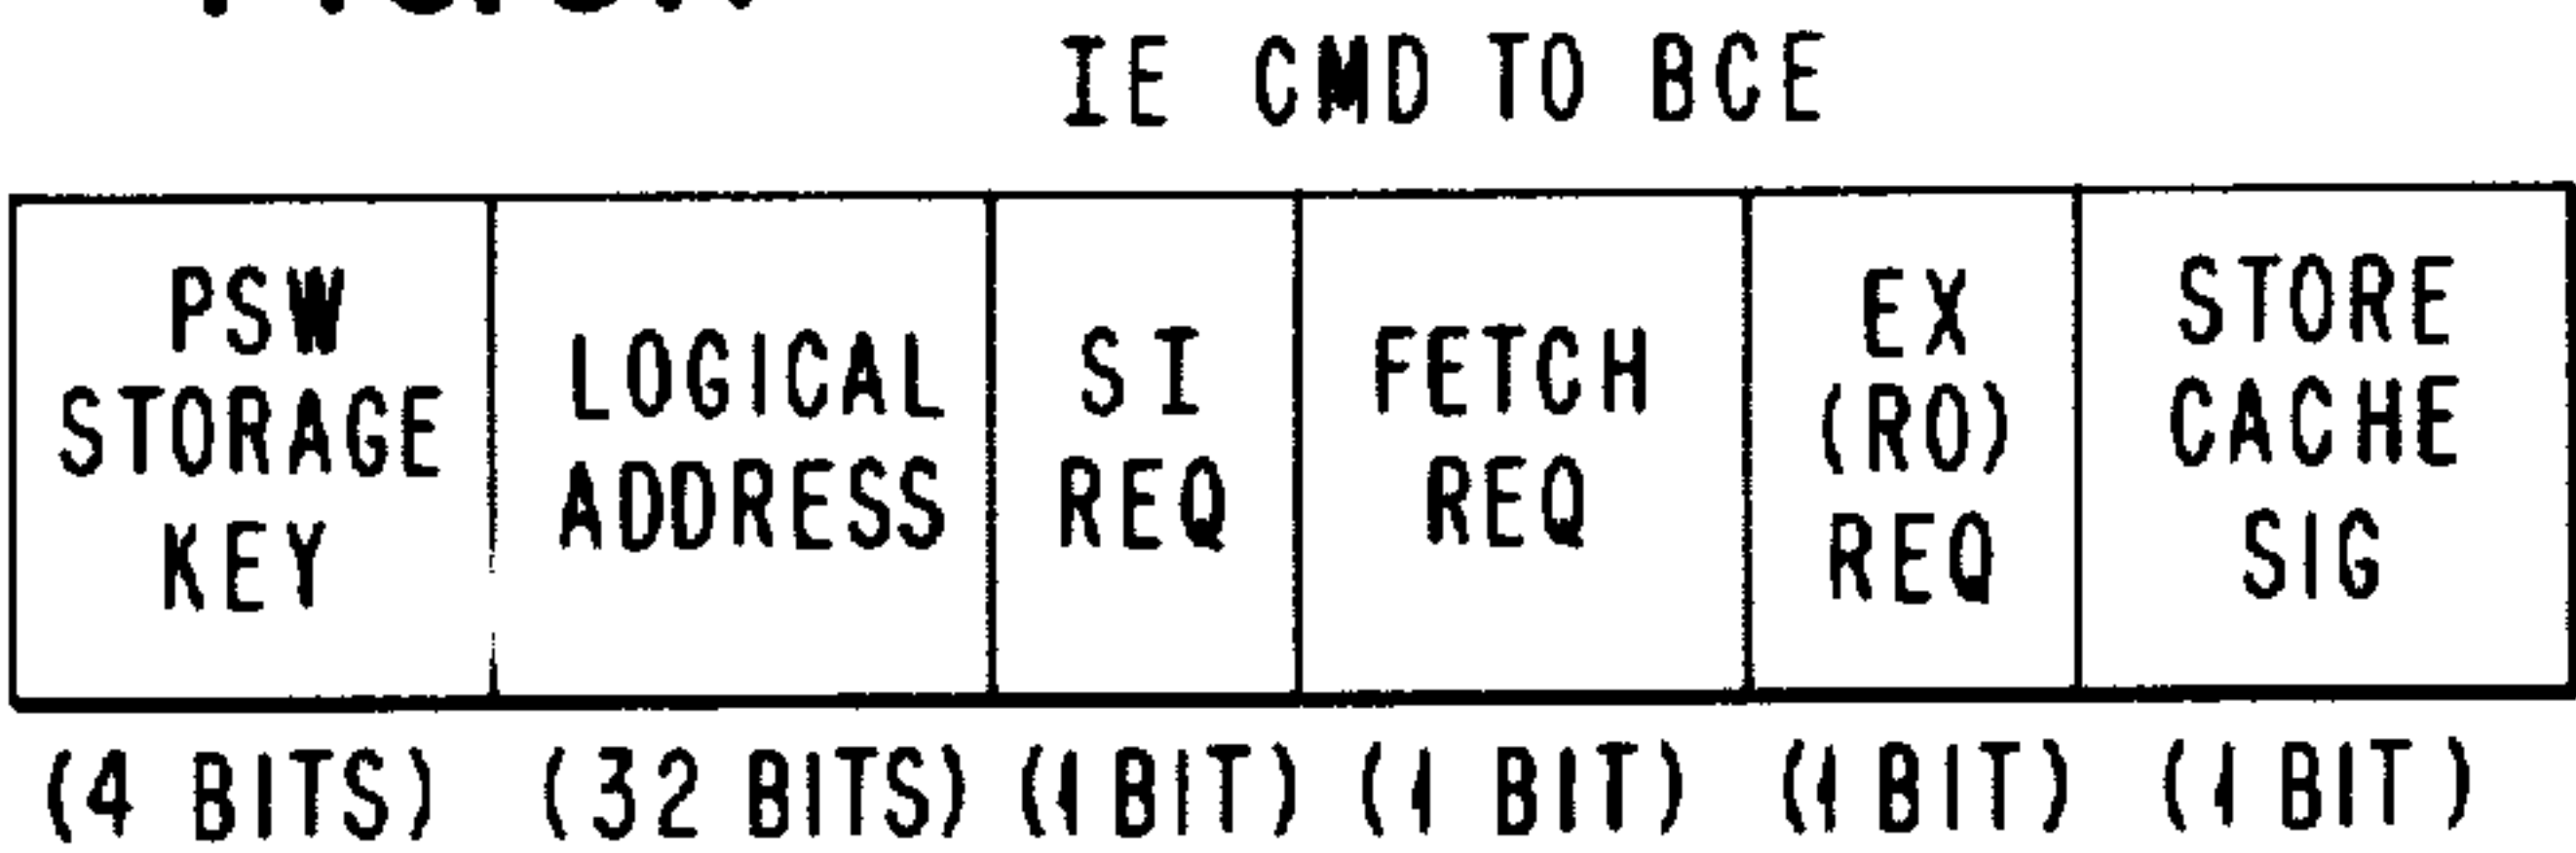 IE CMD TO BCE
PSW
STORAGE
KEY
LOGICAL
ADDRESS
SI
REQ
FETCH
REQ
EX
(RO)
REQ
STORE
CACHE
SIG
(4 BITS) (32 BITS) (1 BIT) (1 BIT) (1 BIT) (1 BIT)